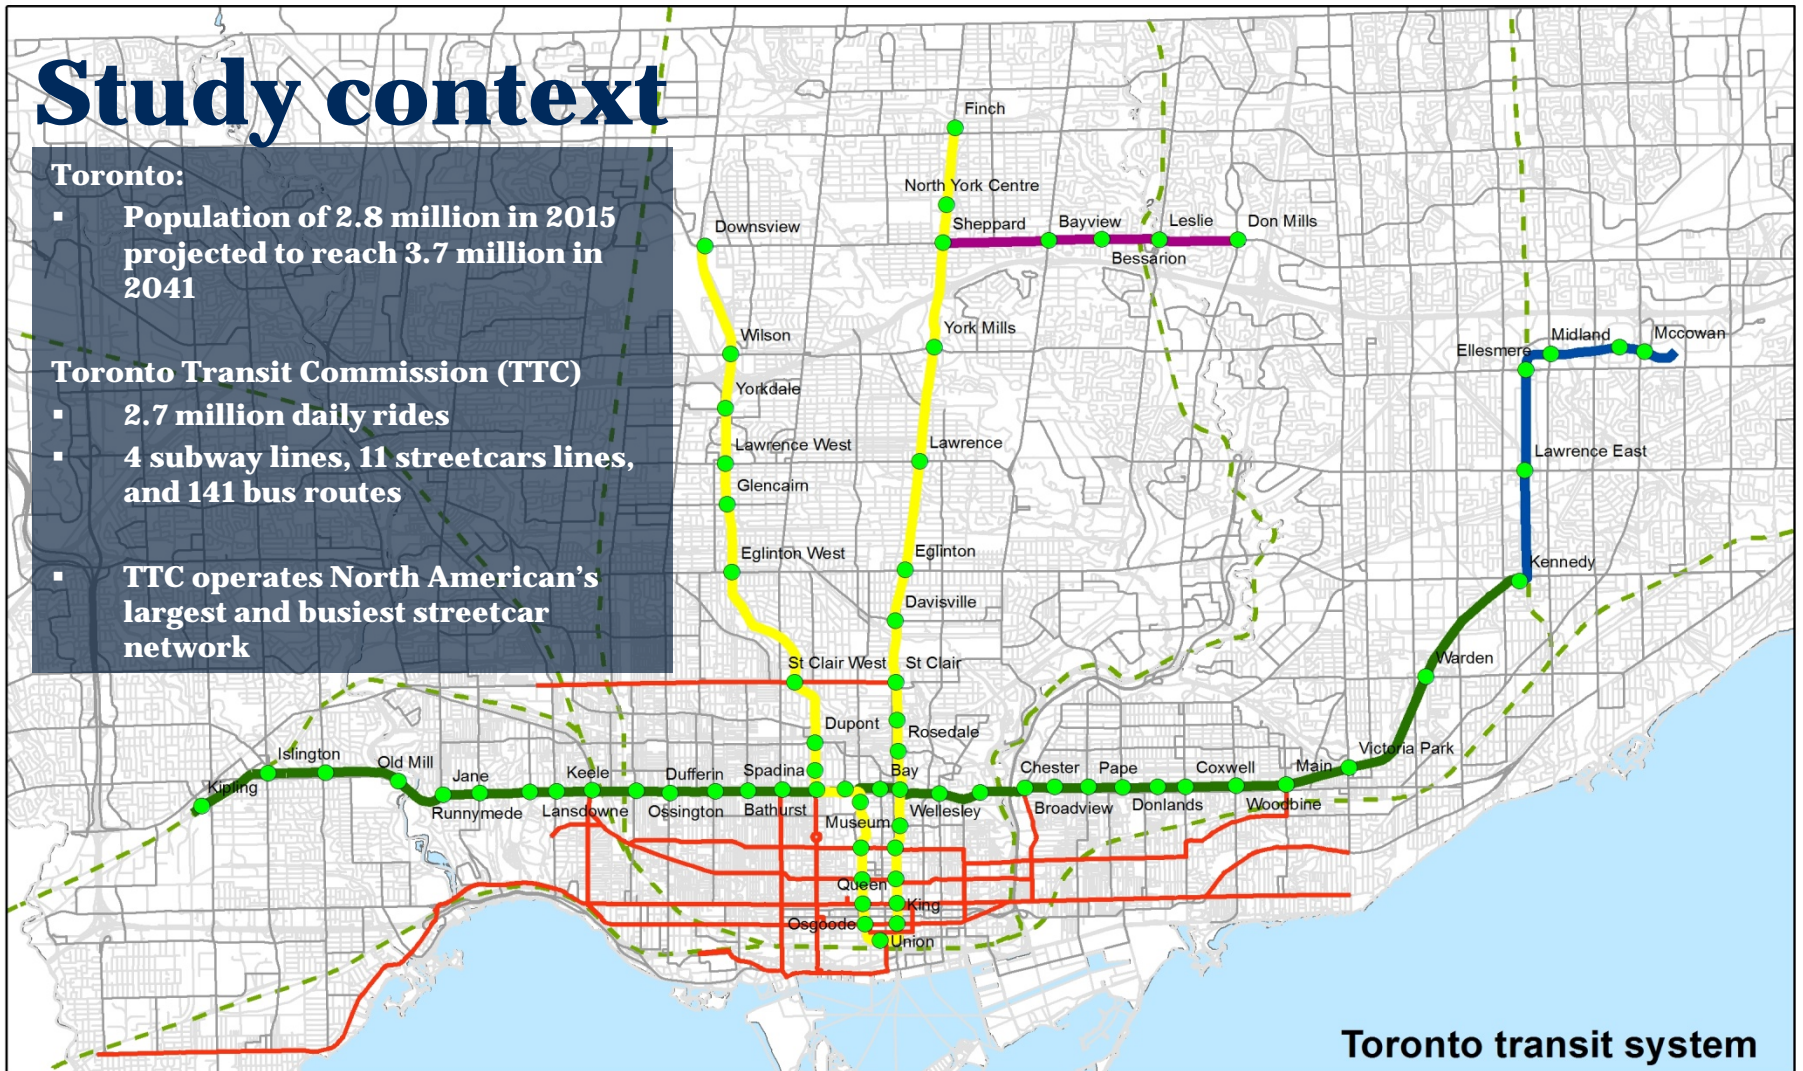 Study context
Toronto:
▪ Population of 2.8 million in 2015
projected to reach 3.7 million in
2041
Toronto Transit Commission (TTC)
▪ 2.7 million daily rides
▪ 4 subway lines, 11 streetcars lines,
and 141 bus routes
▪ TTC operates North American's
largest and busiest streetcar
network
Finch
North York Centre
Downsview
Sheppard
Bayview
Leslie
Don Mills
Bessarion
Wilson
York Mills
Ellesmere
Midland
Mccowan
Yorkdale
Lawrence West
Lawrence
Lawrence East
Glencairn
Eglinton West
Eglinton
Kennedy
Davisville
St Clair West
St Clair
Warden
Dupont
Rosedale
Islington
Old Mill
Victoria Park
Kipling
Jane
Keele
Dufferin
Spadina
Bay
Chester
Pape
Coxwell
Main
Runnymede
Lansdowne
Ossington
Bathurst
Wellesley
Broadview
Donlands
Woodbine
Museum
Queen
King
Osgoode
Union
Toronto transit system